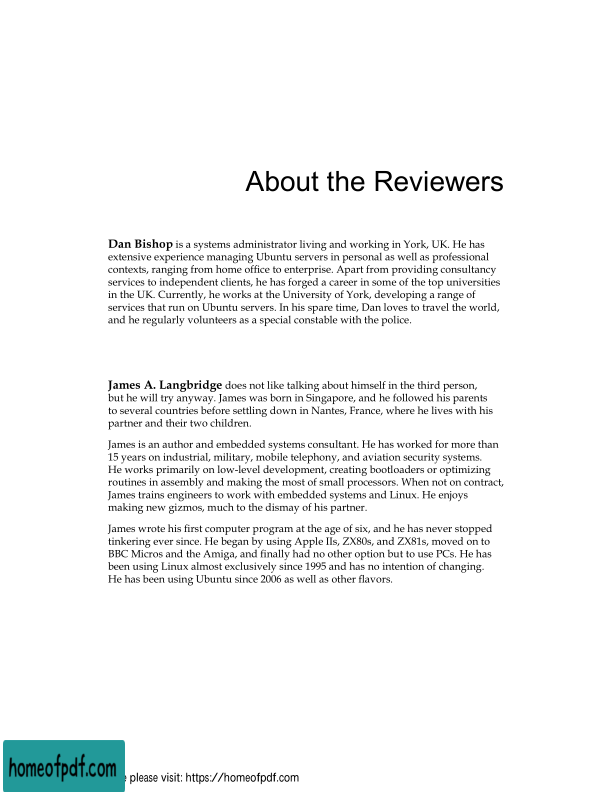 About the Reviewers
Dan Bishop is a systems administrator living and working in York, UK. He has
extensive experience managing Ubuntu servers in personal as well as professional
contexts, ranging from home office to enterprise. Apart from providing consultancy
services to independent clients, he has forged a career in some of the top universities
in the UK. Currently, he works at the University of York, developing a range of
services that run on Ubuntu servers. In his spare time, Dan loves to travel the world,
and he regularly volunteers as a special constable with the police.
James A. Langbridge does not like talking about himself in the third person,
but he will try anyway. James was born in Singapore, and he followed his parents
to several countries before settling down in Nantes, France, where he lives with his
partner and their two children.
James is an author and embedded systems consultant. He has worked for more than
15 years on industrial, military, mobile telephony, and aviation security systems.
He works primarily on low-level development, creating bootloaders or optimizing
routines in assembly and making the most of small processors. When not on contract,
James trains engineers to work with embedded systems and Linux. He enjoys
making new gizmos, much to the dismay of his partner.
James wrote his first computer program at the age of six, and he has never stopped
tinkering ever since. He began by using Apple IIs, ZX80s, and ZX81s, moved on to
BBC Micros and the Amiga, and finally had no other option but to use PCs. He has
been using Linux almost exclusively since 1995 and has no intention of changing.
He has been using Ubuntu since 2006 as well as other flavors.
homeofpdf.com
please visit: https://homeofpdf.com